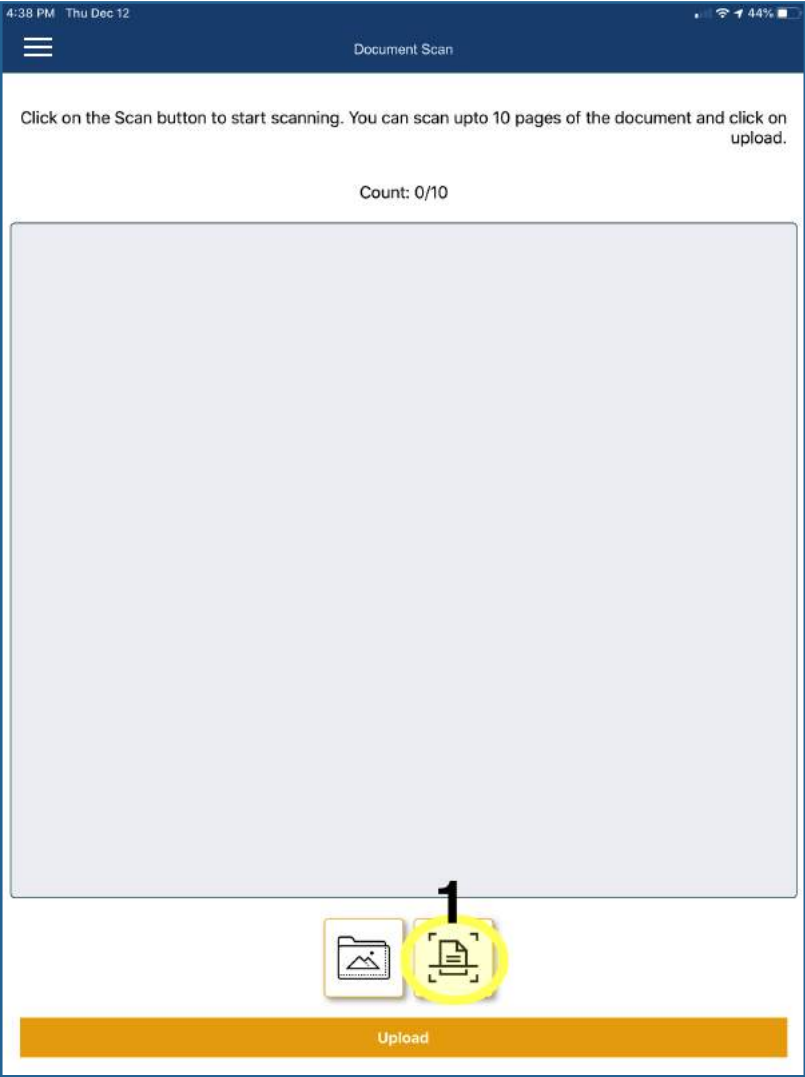 4:38 PM Thu Dec 12
44%
Document Scan
Click on the Scan button to start scanning. You can scan upto 10 pages of the document and click on
upload.
Count: 0/10
1
Upload